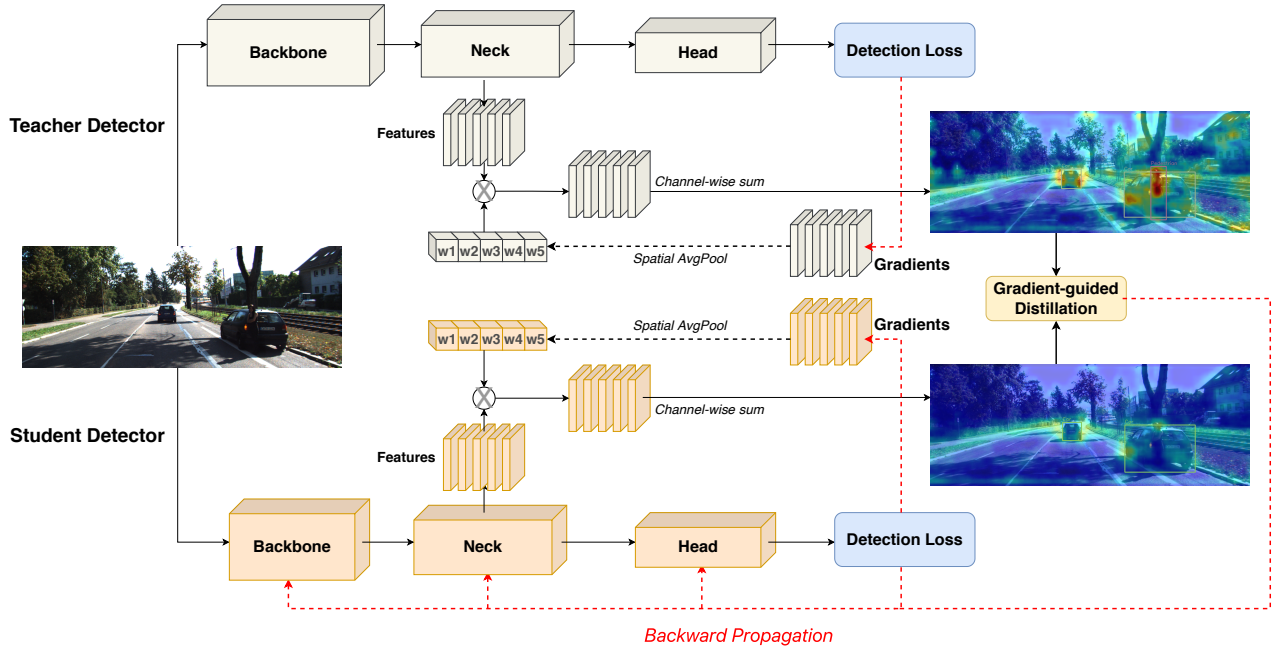 Backbone
Neck
Head
Detection Loss
Teacher Detector
Features
Channel-wise sum
w1 w2 w3 w4 w5
Spatial AvgPool
Gradients
Gradient-guided
Distillation
w1 w2 w3 w4 w5
Spatial AvgPool
Gradients
Channel-wise sum
Student Detector
Features
Backbone
Neck
Head
Detection Loss
Backward Propagation